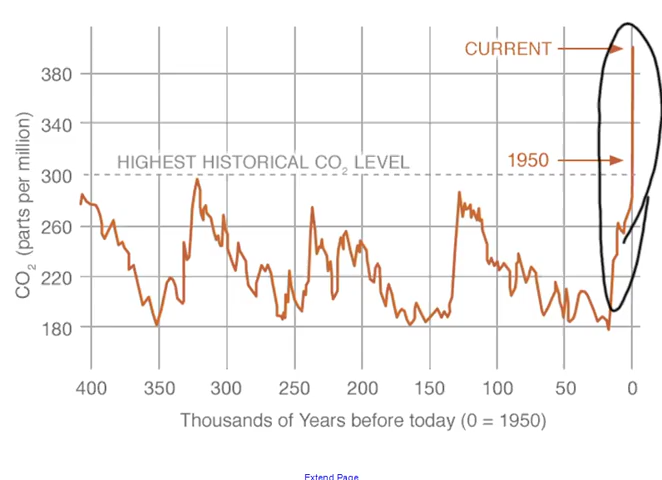 CURRENT
380
340
HIGHEST HISTORICAL CO2 LEVEL
1950
300
260
220
180
CO2 (parts per million)
400 350 300 250 200 150 100 50 0
Thousands of Years before today (0 = 1950)
Extend Page